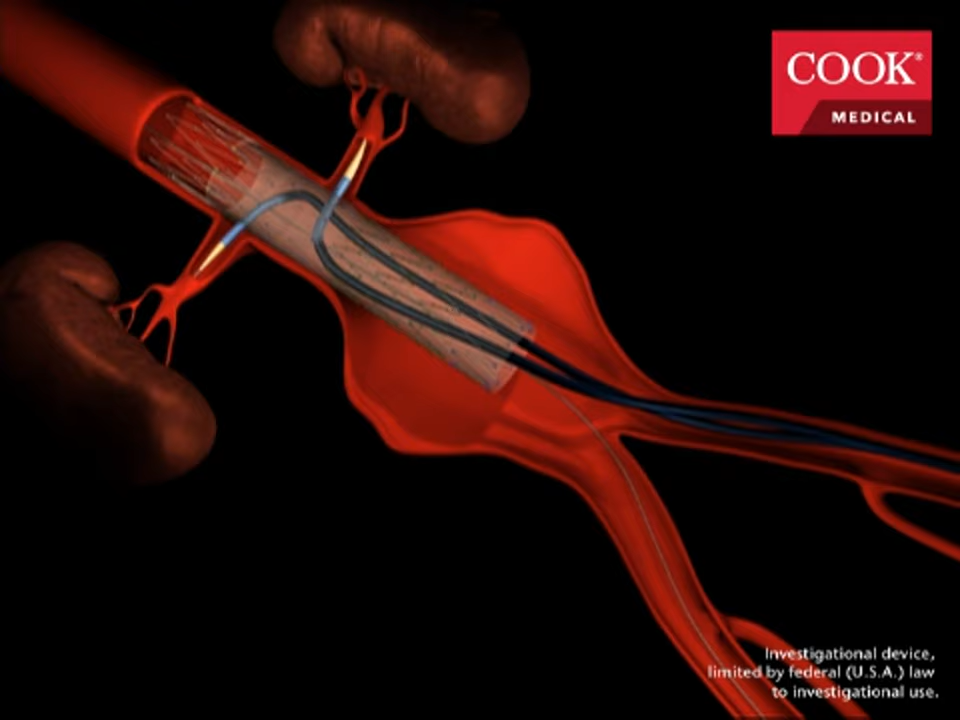 COOK®
MEDICAL
Investigational device,
limited by federal (U.S.A.) law
to investigational use.